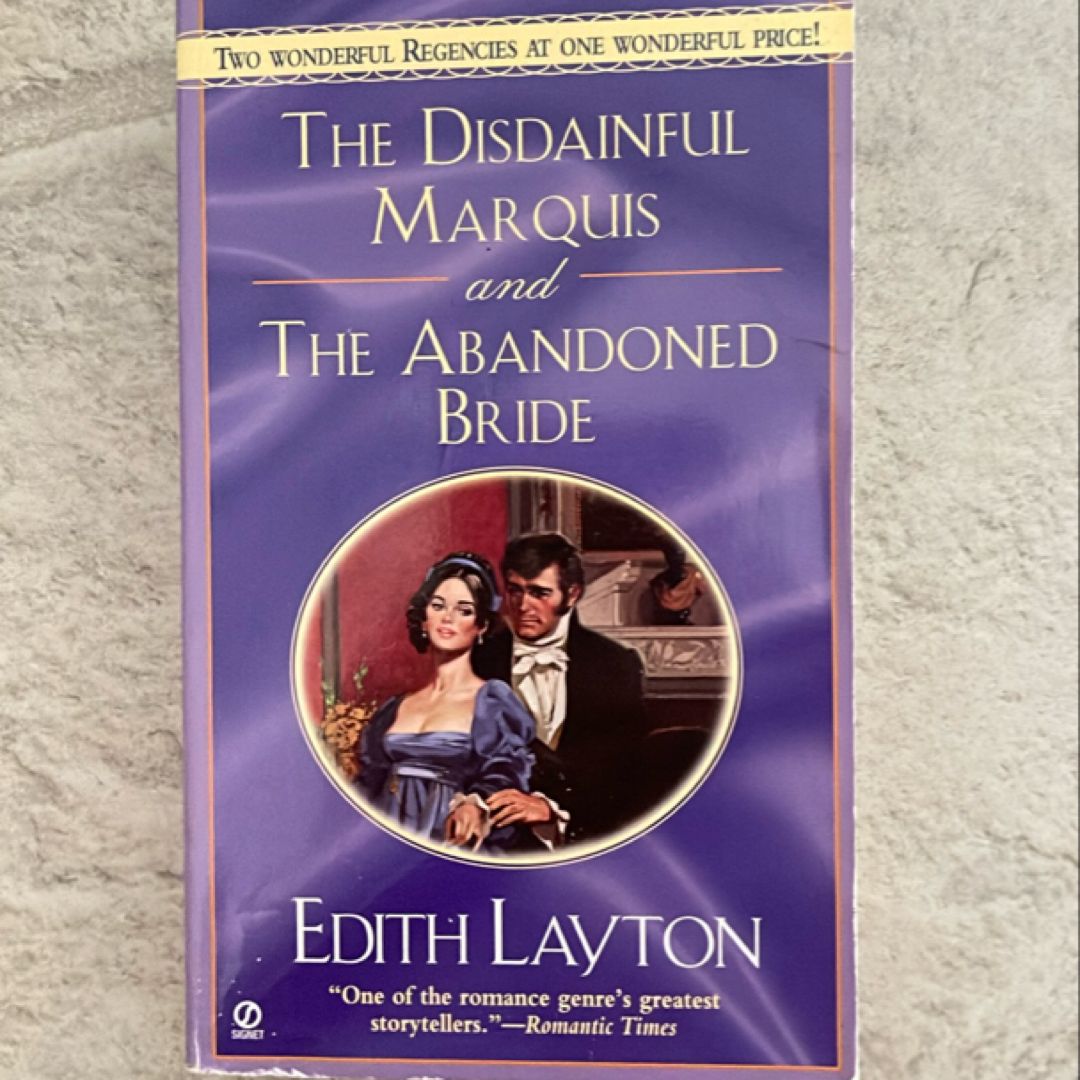 TWO WONDERFUL REGENCIES AT ONE WONDERFUL PRICE!
THE DISDAINFUL
MARQUIS
and
THE ABANDONED
BRIDE
EDITH LAYTON
"One of the romance genre's greatest
storytellers."—Romantic Times
SIGNET